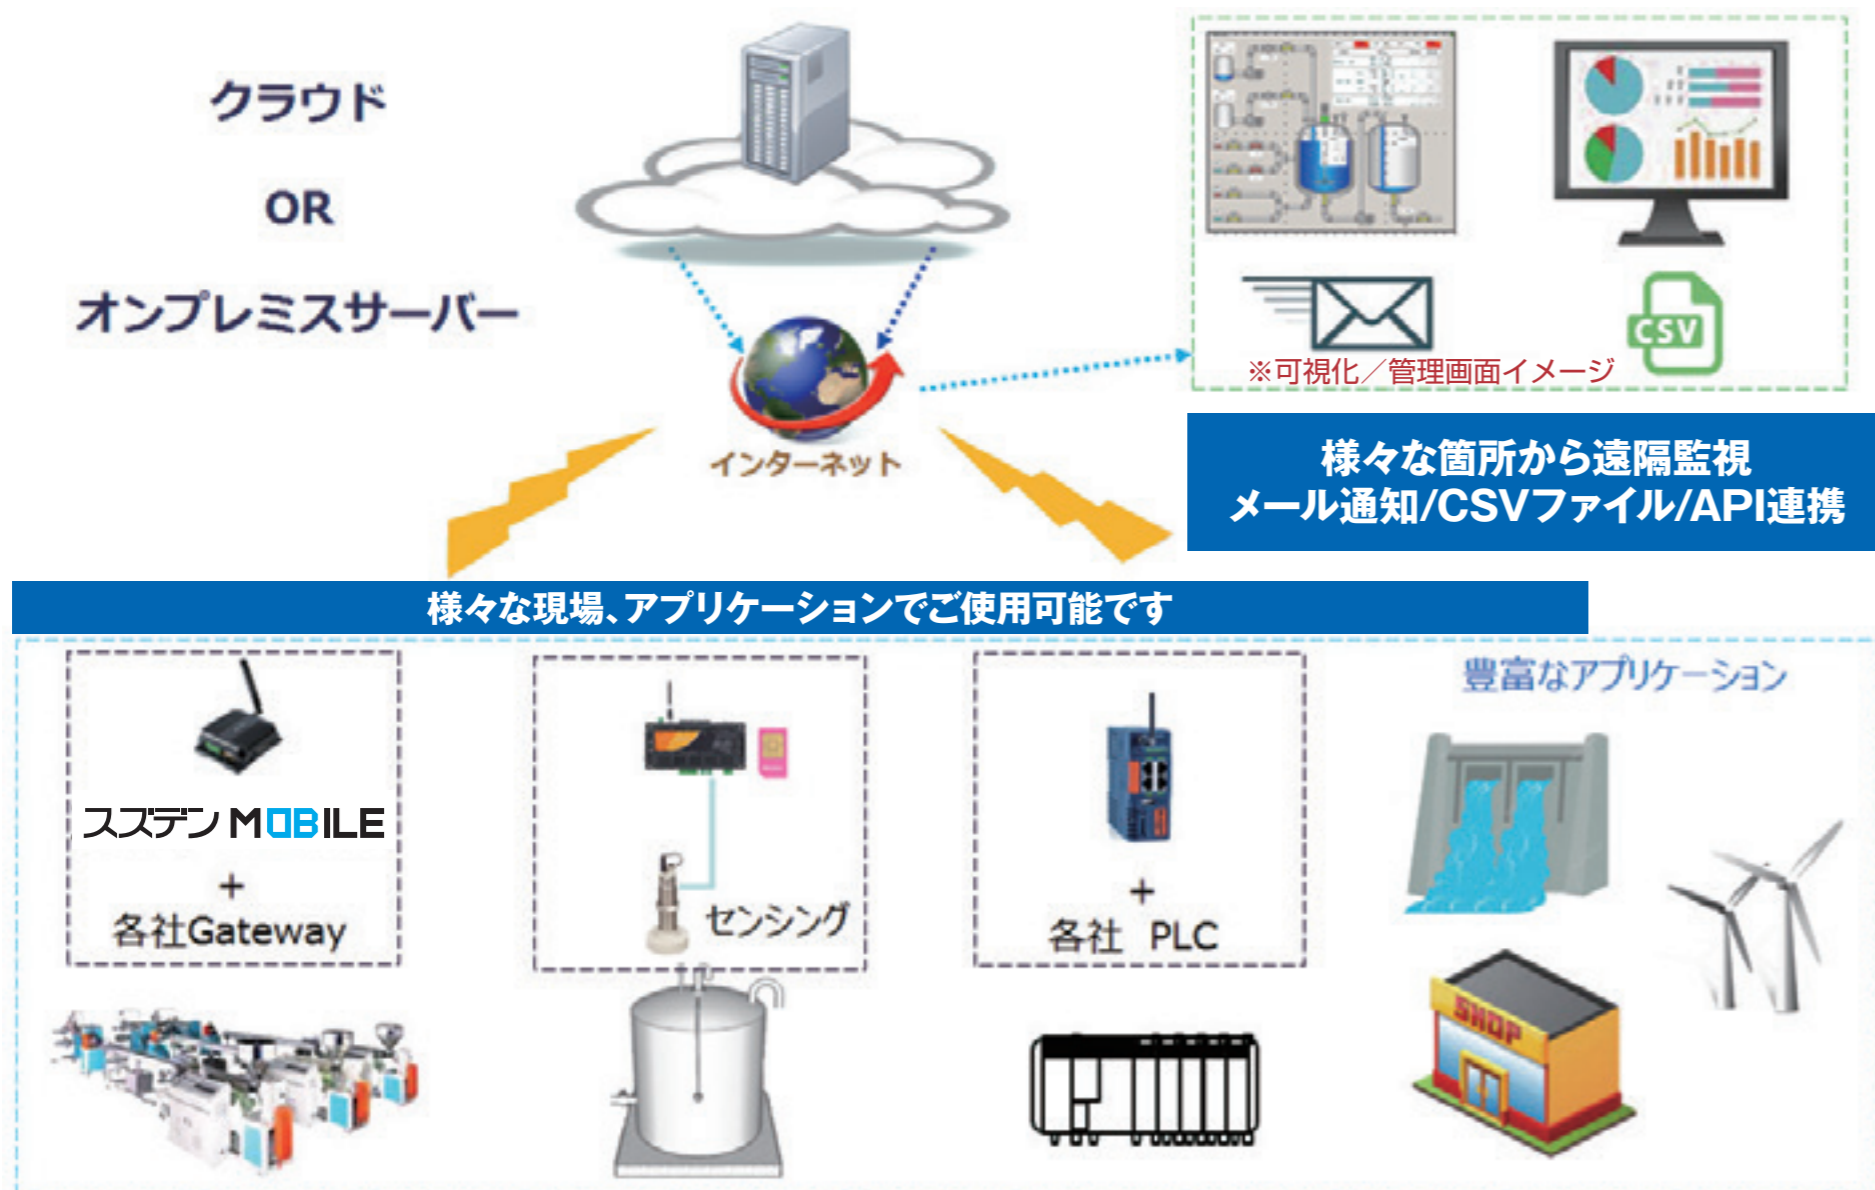 クラウド
OR
オンプレミスサーバー
インターネット
CSV
※可視化／管理画面イメージ
様々な箇所から遠隔監視
メール通知/CSVファイル/API連携
様々な現場、アプリケーションでご使用可能です
スズデン MOBILE
+
各社Gateway
センシング
+
各社 PLC
豊富なアプリケーション
SHOP